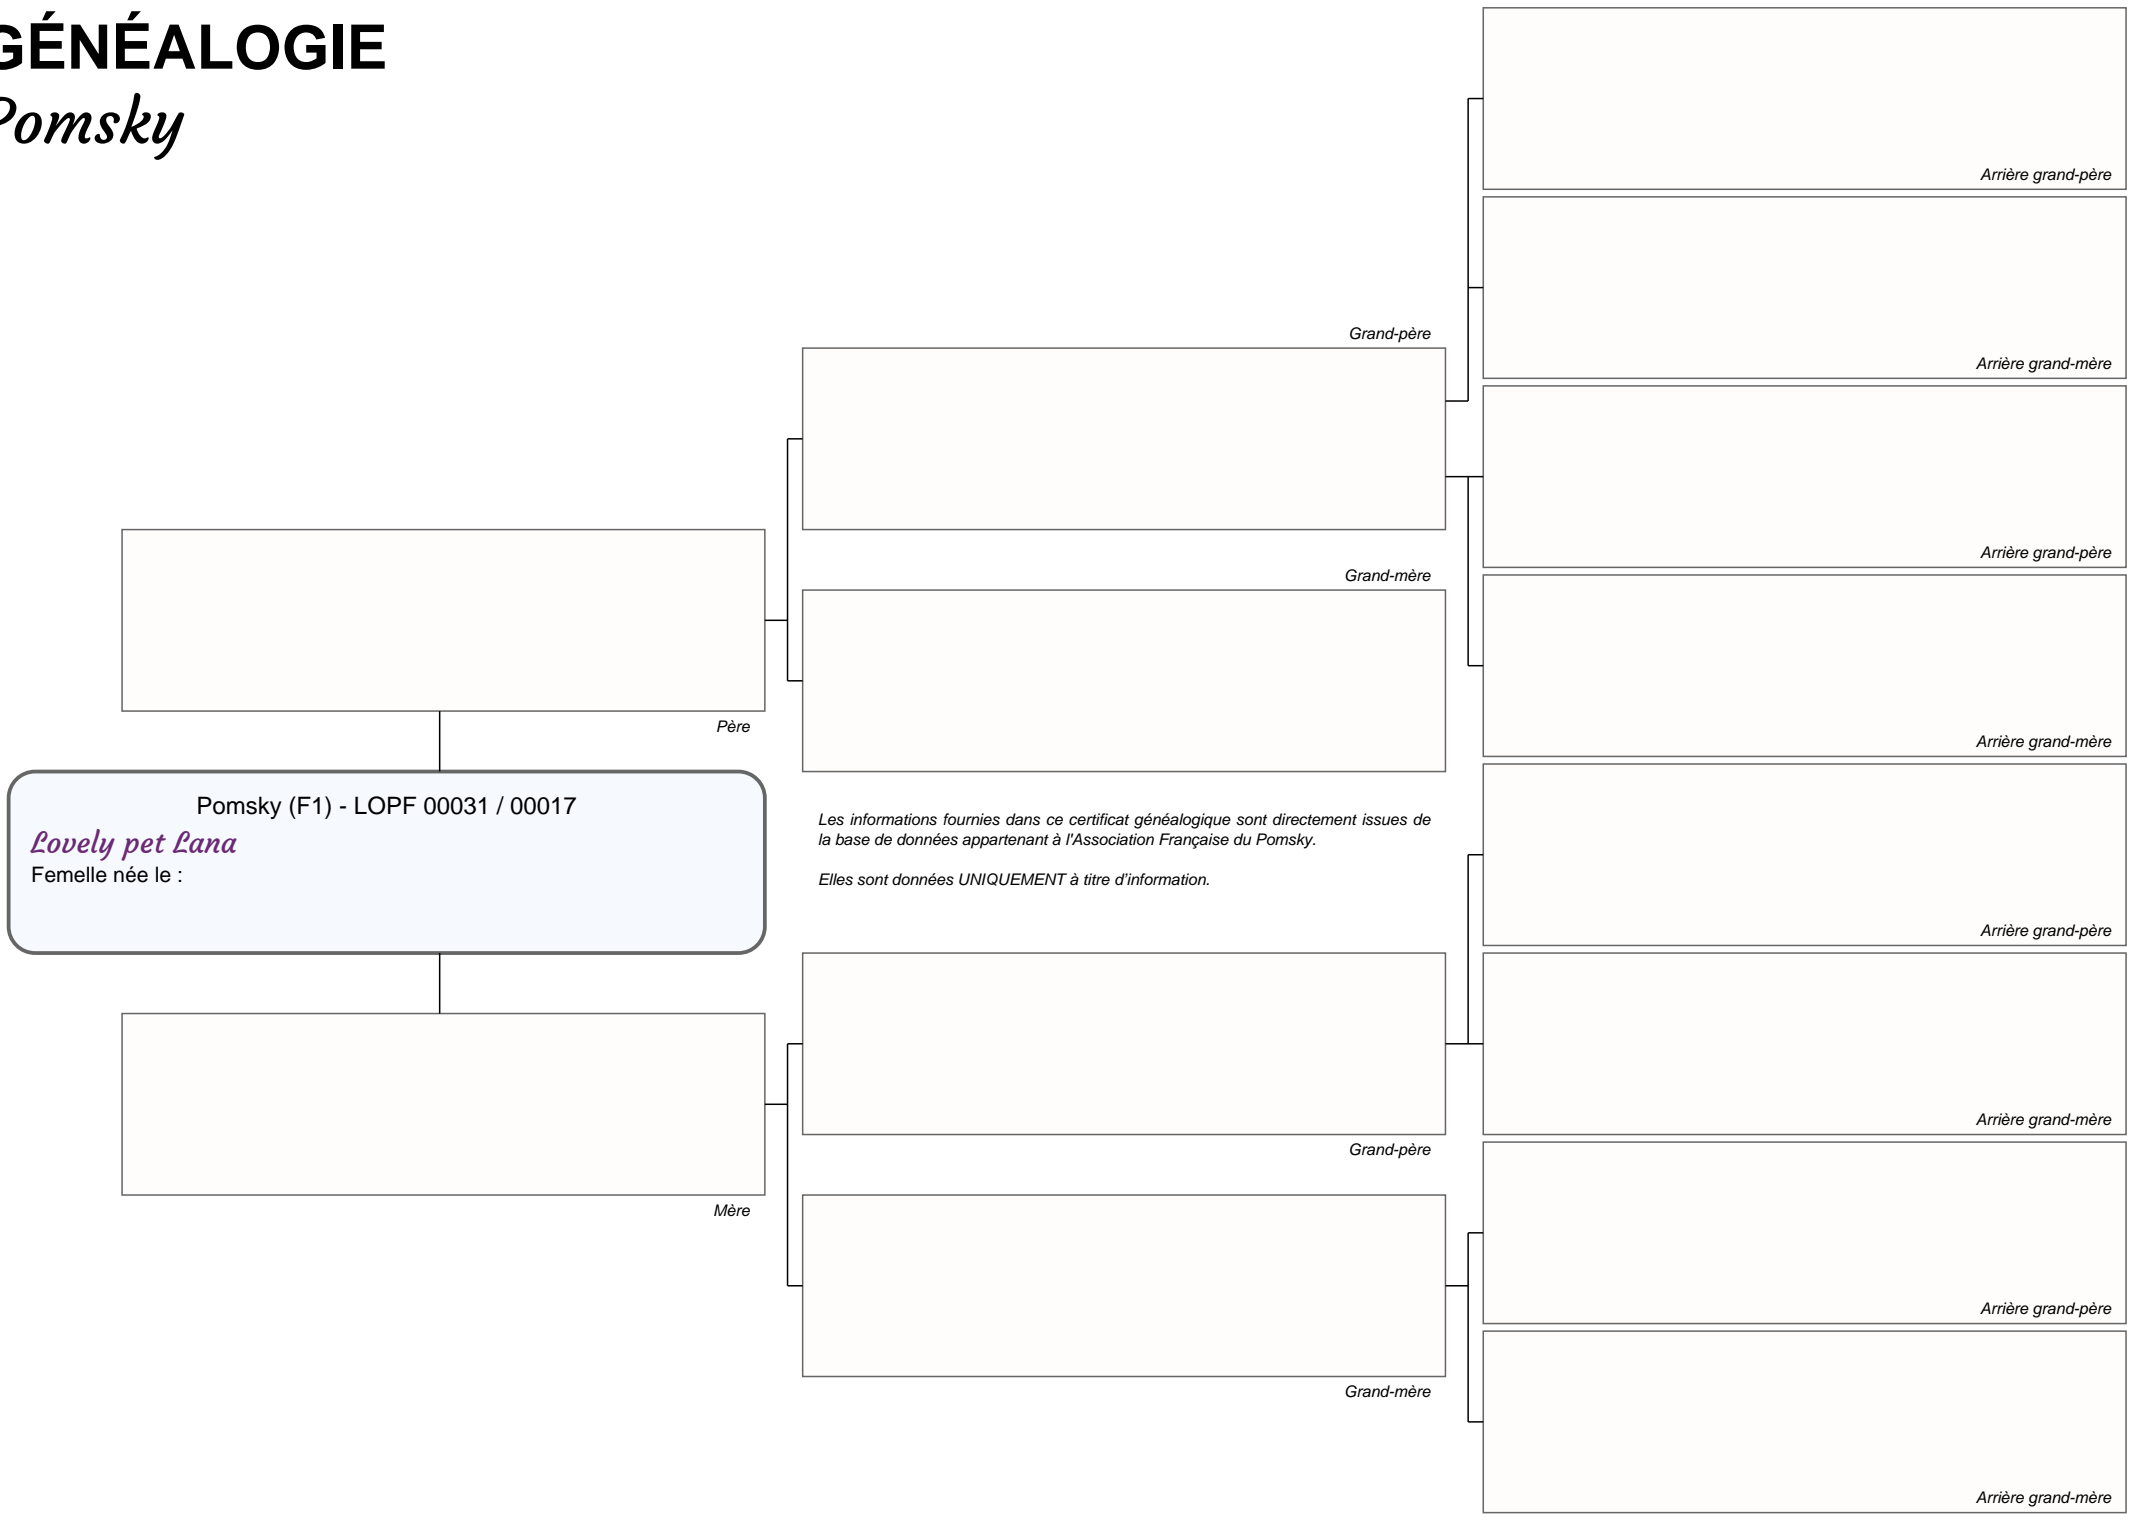 GÉNÉALOGIE
Pomsky
Arrière grand-père
Arrière grand-mère
Grand-père
Arrière grand-père
Grand-mère
Arrière grand-mère
Père
Pomsky (F1) - LOPF 00031 / 00017
Lovely pet Lana
Femelle née le :
Les informations fournies dans ce certificat généalogique sont directement issues de
la base de données appartenant à l'Association Française du Pomsky.
Elles sont données UNIQUEMENT à titre d’information.
Arrière grand-père
Arrière grand-mère
Grand-père
Mère
Arrière grand-père
Grand-mère
Arrière grand-mère